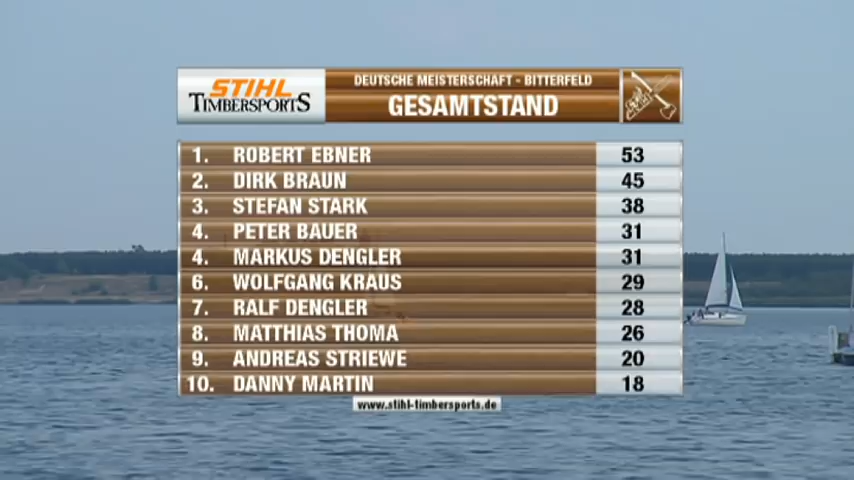 STIHL
TIMBERSPORTS
DEUTSCHE MEISTERSCHAFT - BITTERFELD
GESAMTSTAND
1. ROBERT EBNER 53
2. DIRK BRAUN 45
3. STEFAN STARK 38
4. PETER BAUER 31
4. MARKUS DENGLER 31
6. WOLFGANG KRAUS 29
7. RALF DENGLER 28
8. MATTHIAS THOMA 26
9. ANDREAS STRIEWE 20
10. DANNY MARTIN 18
www.stihl-timbersports.de